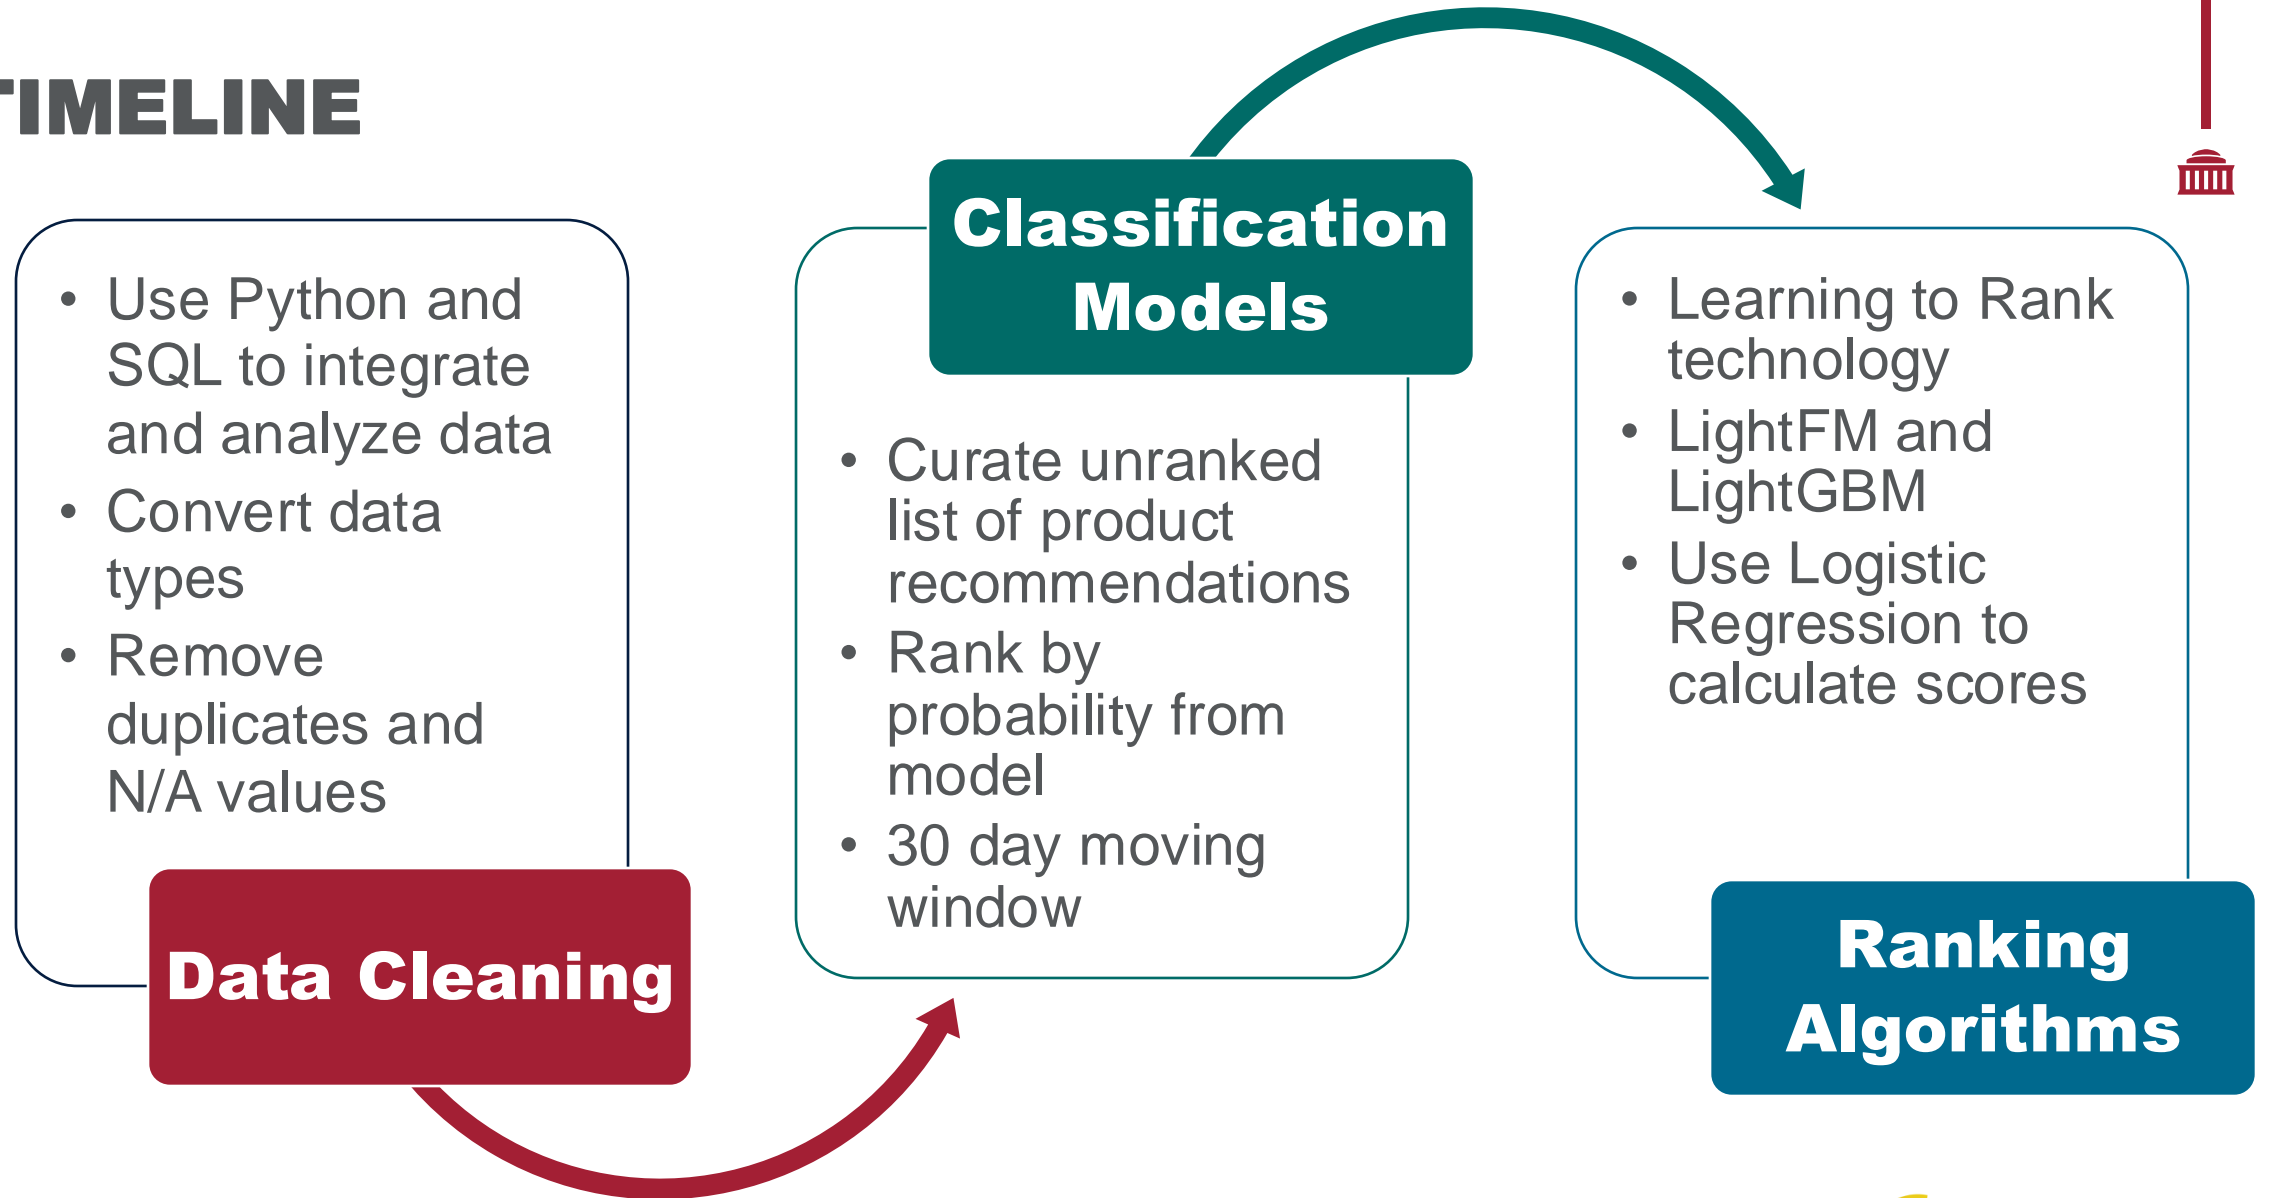 TIMELINE
• Use Python and
SQL to integrate
and analyze data
• Convert data
types
• Remove
duplicates and
N/A values
Data Cleaning
Classification
Models
• Curate unranked
list of product
recommendations
• Rank by
probability from
model
• 30 day moving
window
• Learning to Rank
technology
• LightFM and
LightGBM
• Use Logistic
Regression to
calculate scores
Ranking
Algorithms